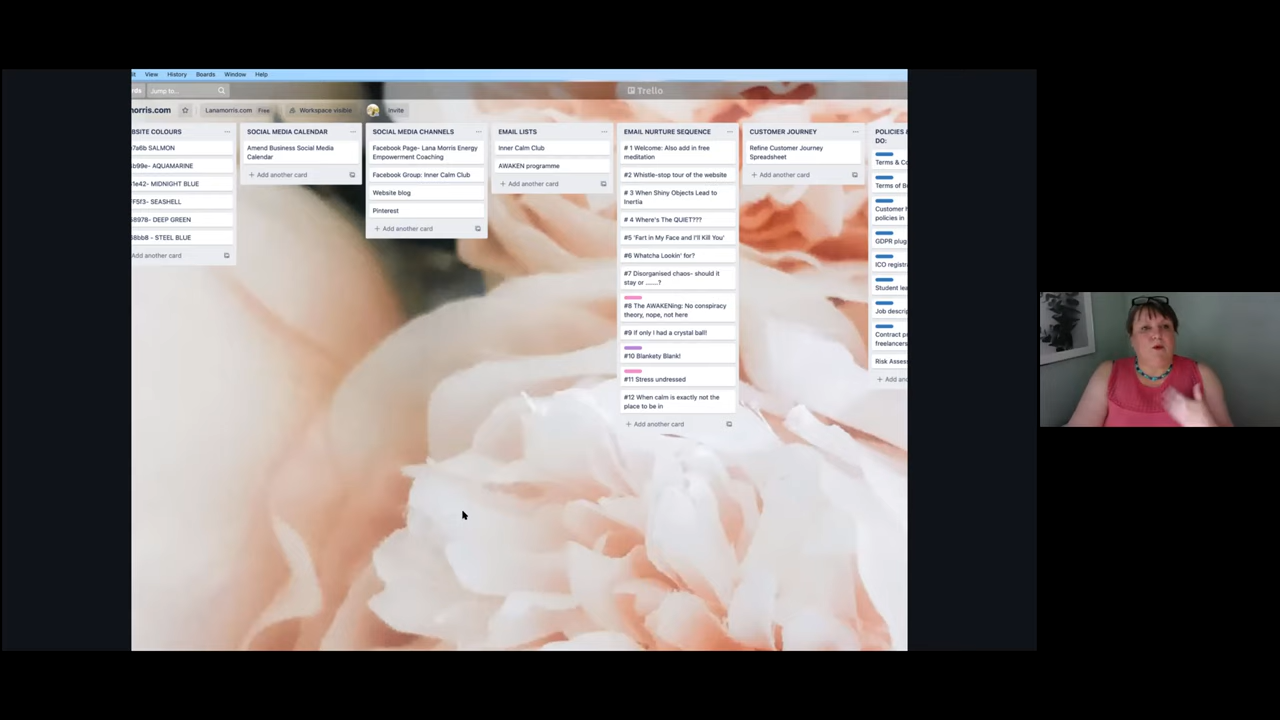 View History Boards Window Help
Jump to...
Trello
Lanamorris.com Free Workspace visible Invite
COLOURS
SALMON
AQUAMARINE
MIDNIGHT BLUE
SEASHELL
DEEP GREEN
STEEL BLUE
Add another card
SOCIAL MEDIA CALENDAR
Amend Business Social Media
Calendar
+ Add another card
SOCIAL MEDIA CHANNELS
Facebook Page- Lana Morris Energy
Empowerment Coaching
Facebook Group: Inner Calm Club
Website blog
Pinterest
+ Add another card
EMAIL LISTS
Inner Calm Club
AWAKEN programme
+ Add another card
EMAIL NURTURE SEQUENCE
# 1 Welcome: Also add in free
meditation
#2 Whistle-stop tour of the website
# 3 When Shiny Objects Lead to
Inertia
# 4 Where's The QUIET???
#5 'Fart in My Face and I'll Kill You'
#6 Whatcha Lookin' for?
#7 Disorganised chaos- should it
stay or ......?
#8 The AWAKENing: No conspiracy
theory, nope, not here
#9 If only I had a crystal ball!
#10 Blankety Blank!
#11 Stress undressed
#12 When calm is exactly not the
place to be in
+ Add another card
CUSTOMER JOURNEY
Refine Customer Journey
Spreadsheet
+ Add another card
POLICIES
DO:
Terms &
Terms of
Customer
policies in
GDPR plug
ICO
Student
Job
Contract
freelancers
Risk
+ Add